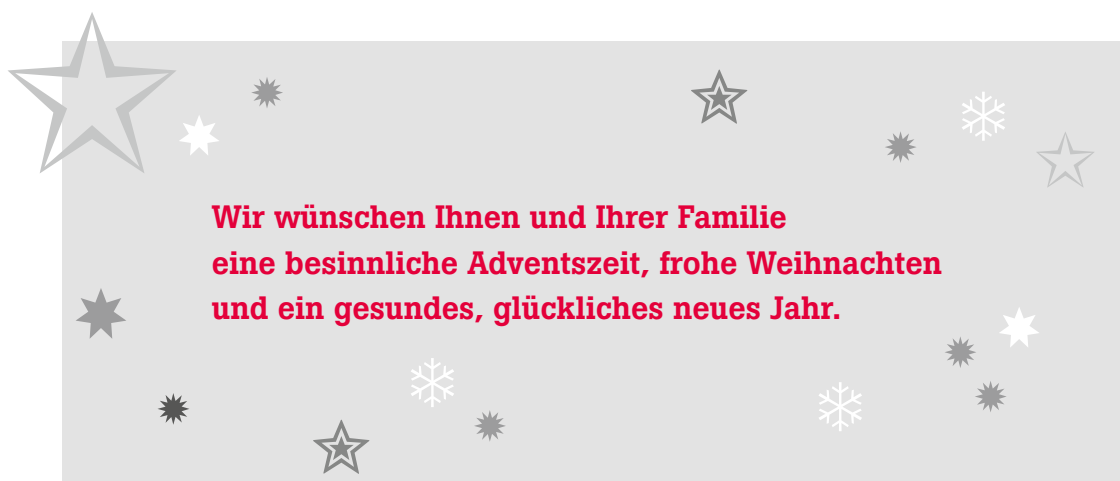 Wir wünschen Ihnen und Ihrer Familie
eine besinnliche Adventszeit, frohe Weihnachten
und ein gesundes, glückliches neues Jahr.